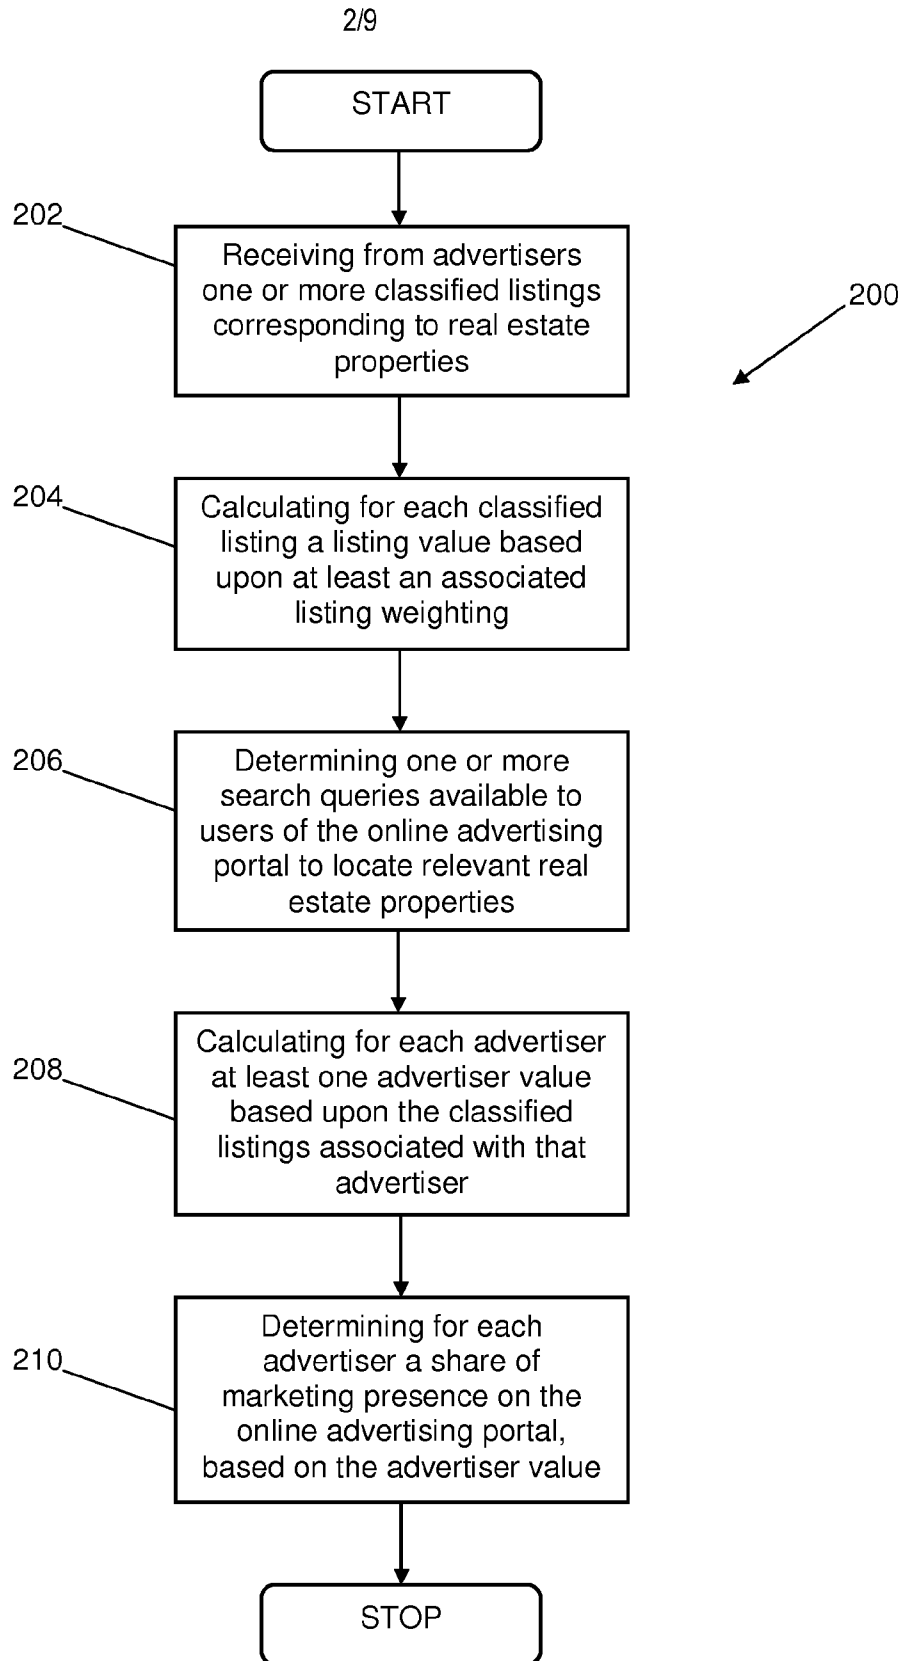 2/9
START
202
Receiving from advertisers
one or more classified listings
corresponding to real estate
properties
200
204
Calculating for each classified
listing a listing value based
upon at least an associated
listing weighting
206
Determining one or more
search queries available to
users of the online advertising
portal to locate relevant real
estate properties
208
Calculating for each advertiser
at least one advertiser value
based upon the classified
listings associated with that
advertiser
210
Determining for each
advertiser a share of
marketing presence on the
online advertising portal,
based on the advertiser value
STOP